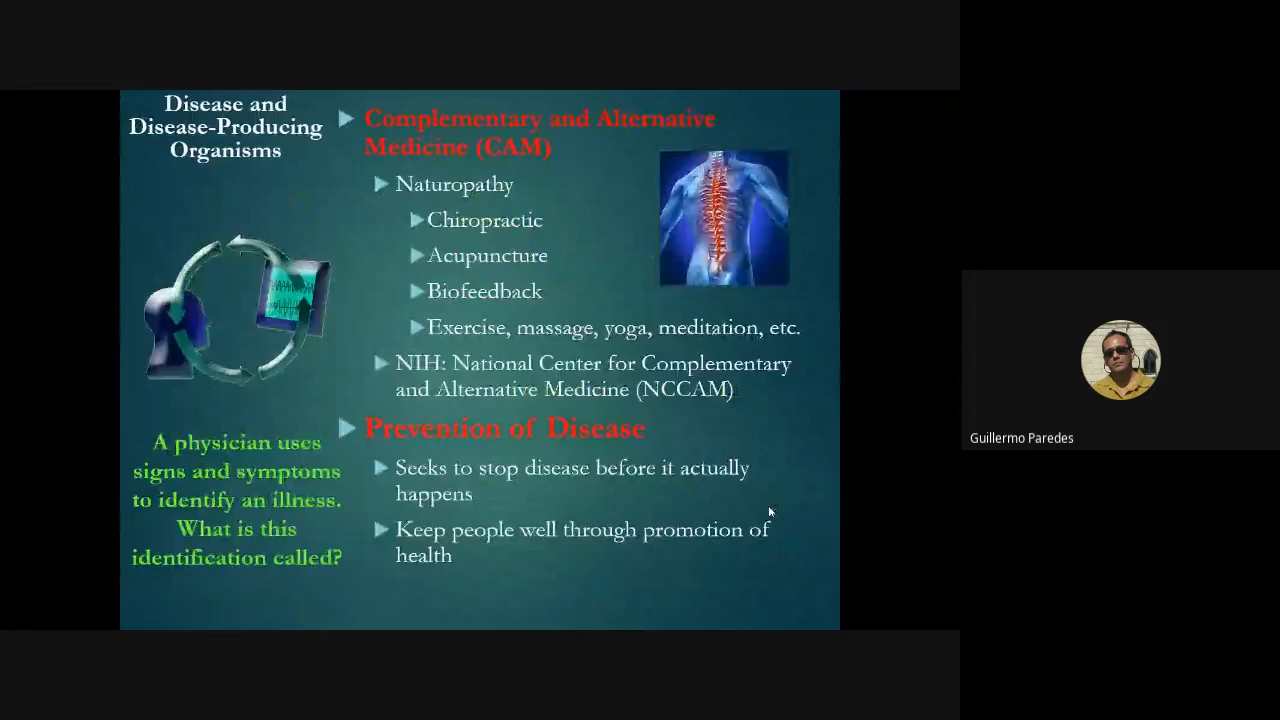 Disease and
Disease-Producing
Organisms
Complementary and Alternative
Medicine (CAM)
Naturopathy
Chiropractic
Acupuncture
Biofeedback
Exercise, massage, yoga, meditation, etc.
NIH: National Center for Complementary
and Alternative Medicine (NCCAM)
Prevention of Disease
Seeks to stop disease before it actually
happens
Keep people well through promotion of
health
A physician uses
signs and symptoms
to identify an illness.
What is this
identification called?
Guillermo Paredes